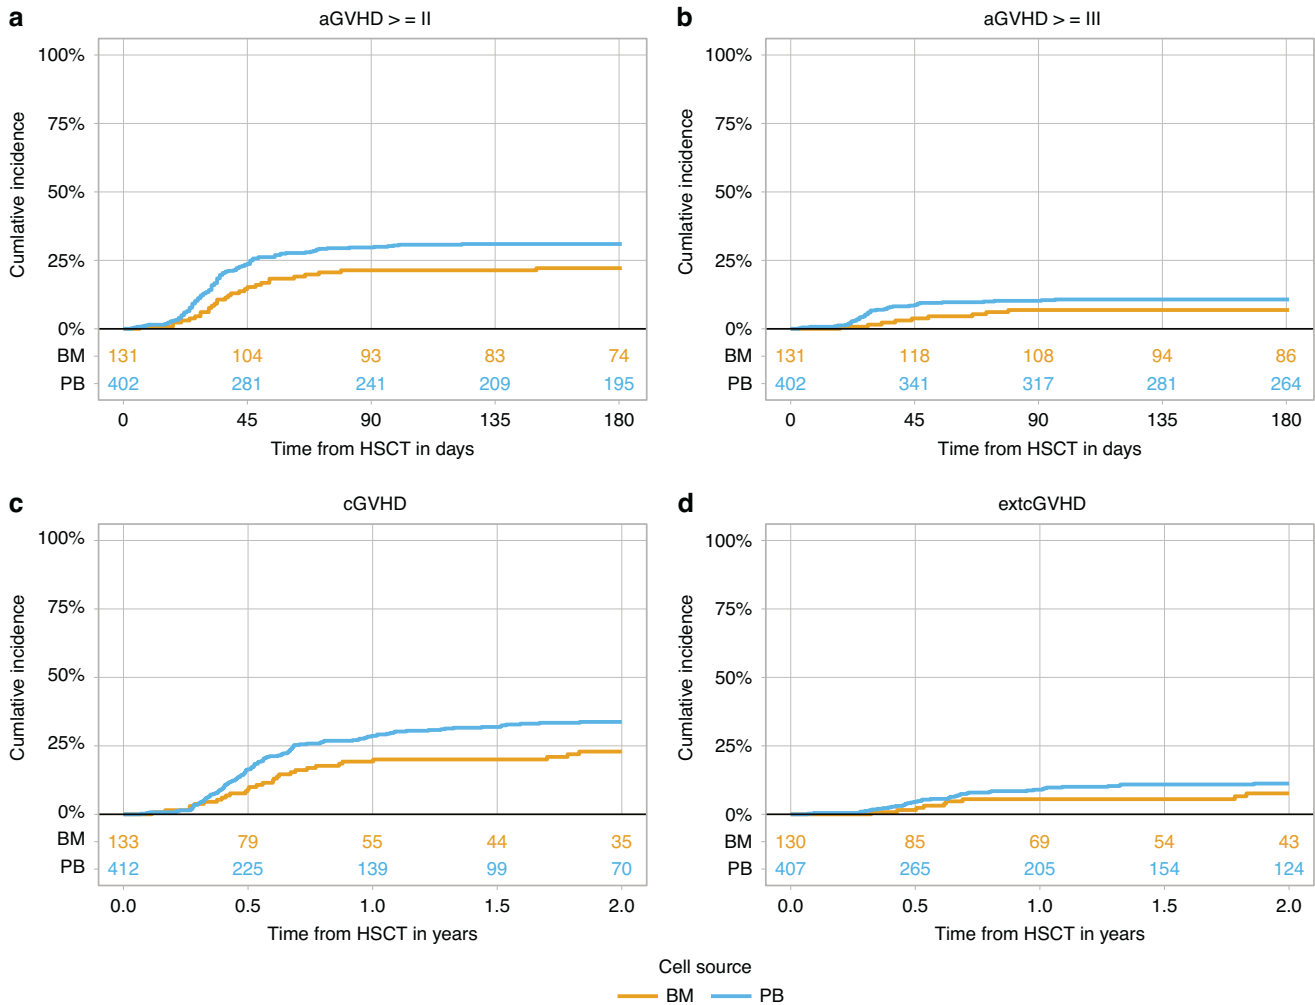 a
aGVHD > = II
100%
75%
50%
25%
0%
Cumlative incidence
BM 131 104 93 83 74
PB 402 281 241 209 195
0 45 90 135 180
Time from HSCT in days
b
aGVHD > = III
100%
75%
50%
25%
0%
Cumlative incidence
BM 131 118 108 94 86
PB 402 341 317 281 264
0 45 90 135 180
Time from HSCT in days
c
cGVHD
100%
75%
50%
25%
0%
Cumlative incidence
BM 133 79 55 44 35
PB 412 225 139 99 70
0.0 0.5 1.0 1.5 2.0
Time from HSCT in years
d
extcGVHD
100%
75%
50%
25%
0%
Cumlative incidence
BM 130 85 69 54 43
PB 407 265 205 154 124
0.0 0.5 1.0 1.5 2.0
Time from HSCT in years
Cell source
BM PB